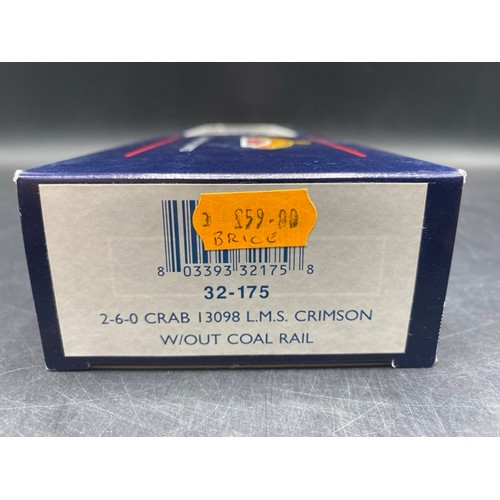 £59.00
BRICE
8 03393 32175 8
32-175
2-6-0 CRAB 13098 L.M.S. CRIMSON
W/OUT COAL RAIL